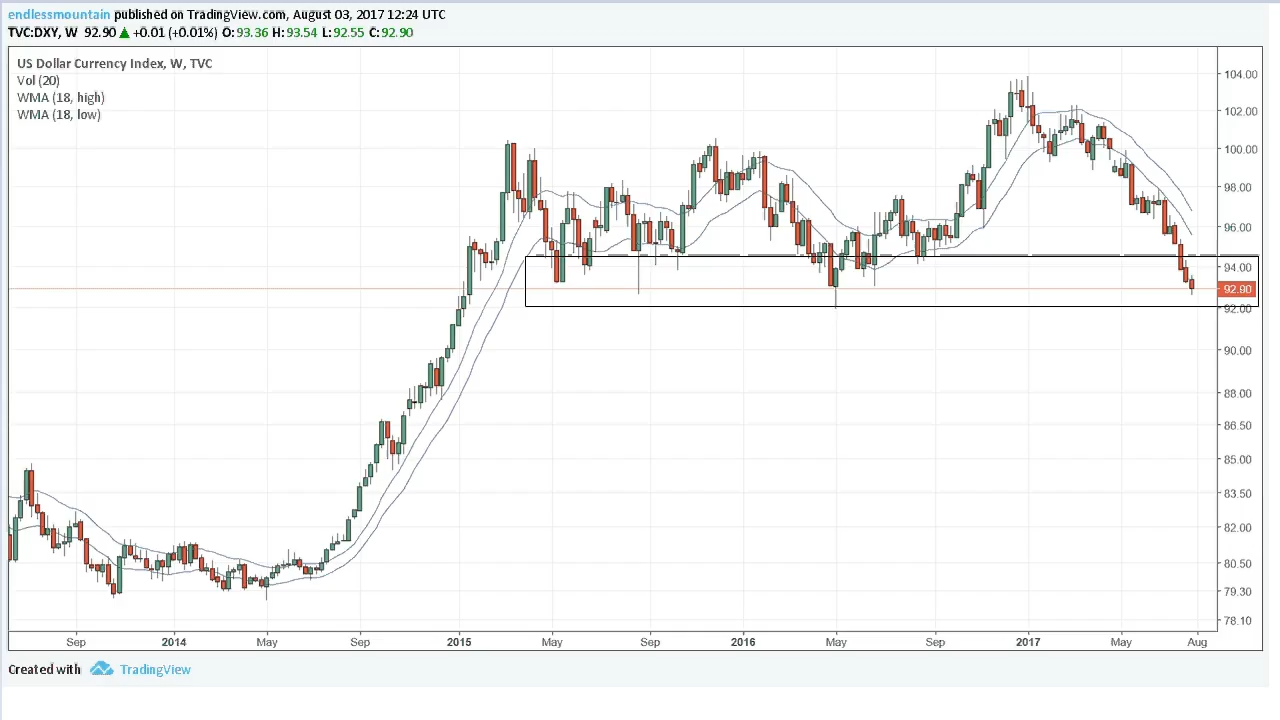 endlessmountain published on TradingView.com, August 03, 2017 12:24 UTC
TVC:DXY, W 92.90 ▲ +0.01 (+0.01%) O:93.36 H:93.54 L:92.55 C:92.90
US Dollar Currency Index, W, TVC
Vol (20)
WMA (18, high)
WMA (18, low)
104.00
102.00
100.00
98.00
96.00
94.00
92.90
92.00
90.00
88.00
86.50
85.00
83.50
82.00
80.50
79.30
78.10
Sep 2014 May Sep 2015 May Sep 2016 May Sep 2017 May Aug
Created with TradingView